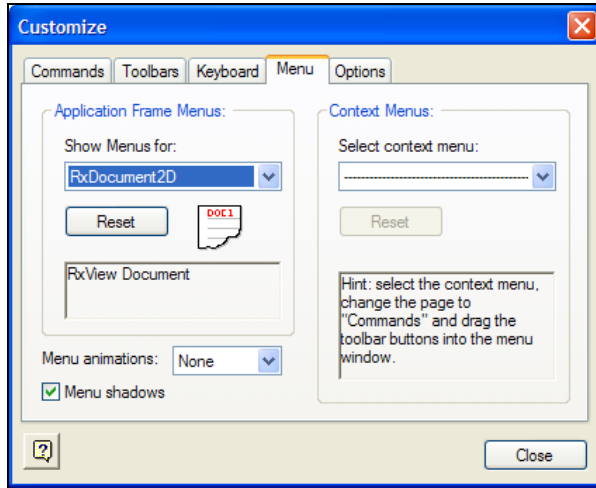 Customize
Commands Toolbars Keyboard Menu Options
Application Frame Menus:
Show Menus for:
RxDocument2D
Reset
DOC1
RxView Document
Menu animations: None
Menu shadows
Context Menus:
Select context menu:
Reset
Hint: select the context menu,
change the page to
"Commands" and drag the
toolbar buttons into the menu
window.
?
Close